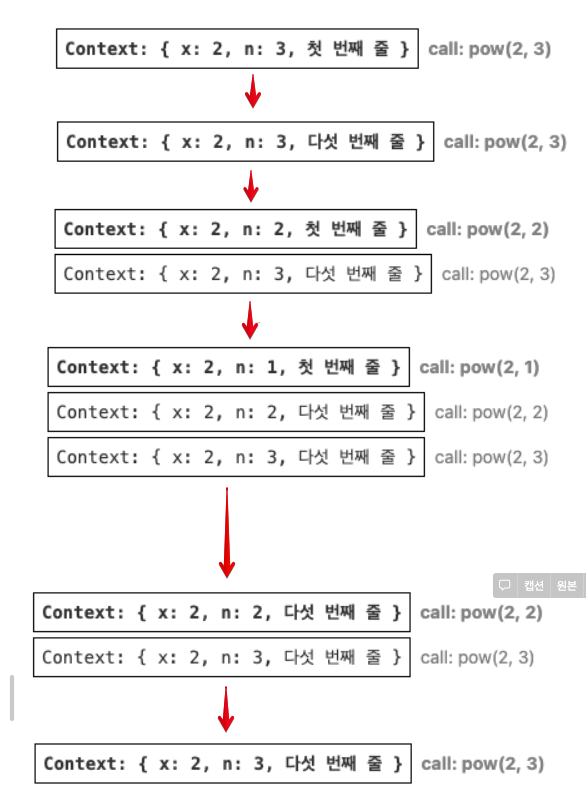 Context: { x: 2, n: 3, 첫 번째 줄 } call: pow(2, 3)
Context: { x: 2, n: 3, 다섯 번째 줄 } call: pow(2, 3)
Context: { x: 2, n: 2, 첫 번째 줄 } call: pow(2, 2)
Context: { x: 2, n: 3, 다섯 번째 줄 } call: pow(2, 3)
Context: { x: 2, n: 1, 첫 번째 줄 } call: pow(2, 1)
Context: { x: 2, n: 2, 다섯 번째 줄 } call: pow(2, 2)
Context: { x: 2, n: 3, 다섯 번째 줄 } call: pow(2, 3)
캡션 원본
Context: { x: 2, n: 2, 다섯 번째 줄 } call: pow(2, 2)
Context: { x: 2, n: 3, 다섯 번째 줄 } call: pow(2, 3)
Context: { x: 2, n: 3, 다섯 번째 줄 } call: pow(2, 3)